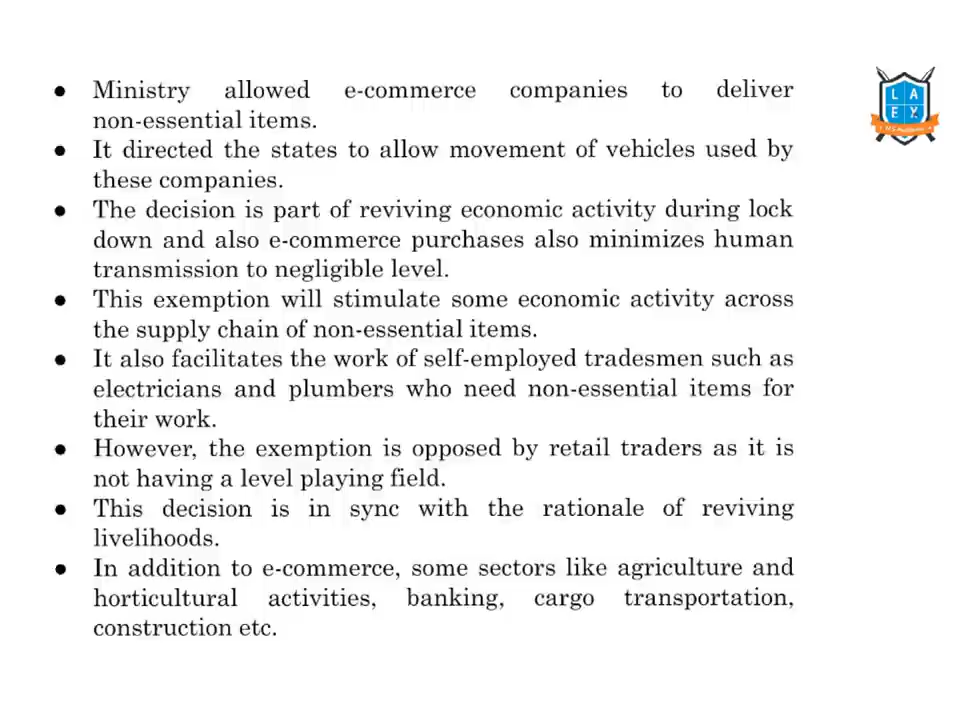 ● Ministry allowed e-commerce companies to deliver
non-essential items.
● It directed the states to allow movement of vehicles used by
these companies.
● The decision is part of reviving economic activity during lock
down and also e-commerce purchases also minimizes human
transmission to negligible level.
● This exemption will stimulate some economic activity across
the supply chain of non-essential items.
● It also facilitates the work of self-employed tradesmen such as
electricians and plumbers who need non-essential items for
their work.
● However, the exemption is opposed by retail traders as it is
not having a level playing field.
● This decision is in sync with the rationale of reviving
livelihoods.
● In addition to e-commerce, some sectors like agriculture and
horticultural activities, banking, cargo transportation,
construction etc.
L A
E X